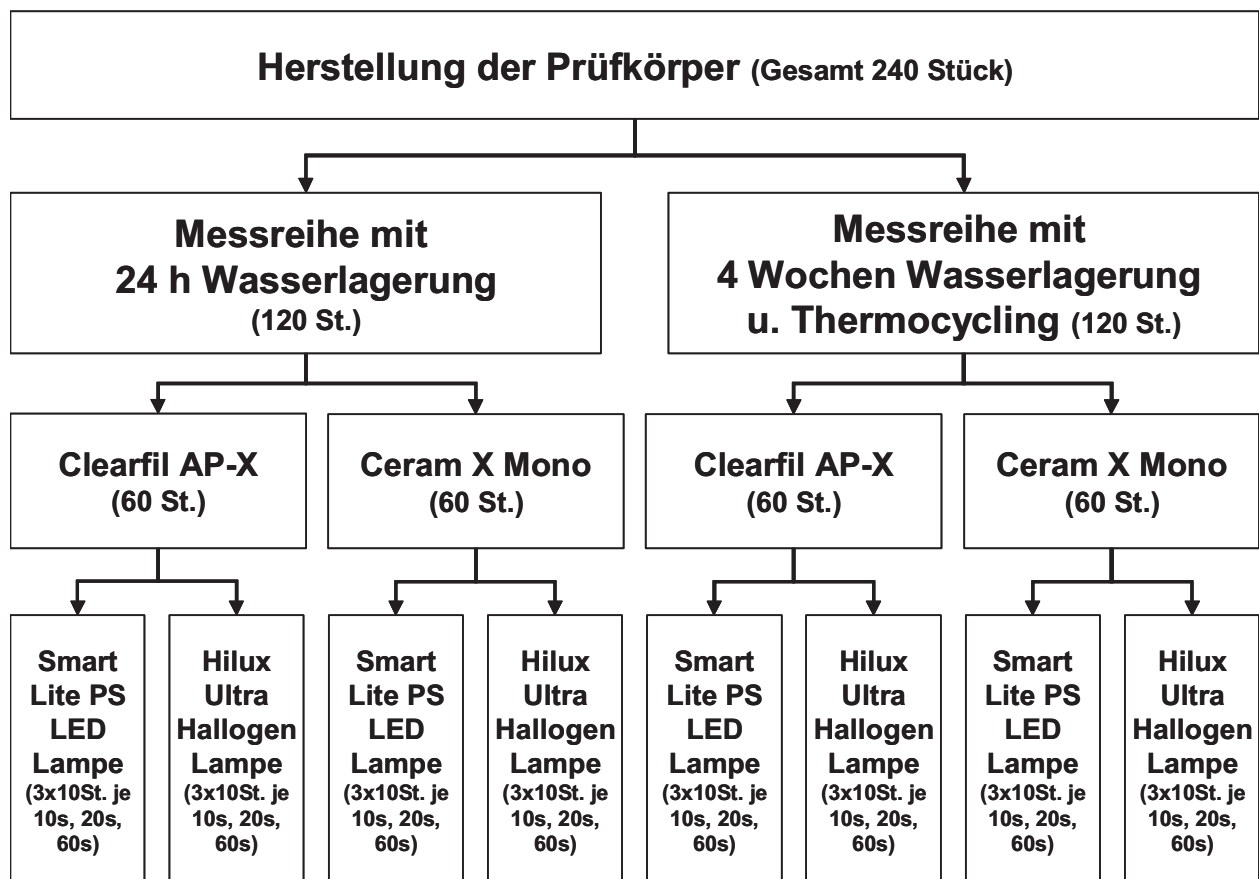 Herstellung der Prüfkörper (Gesamt 240 Stück)
Messreihe mit
24 h Wasserlagerung
(120 St.)
Messreihe mit
4 Wochen Wasserlagerung
u. Thermocycling (120 St.)
Clearfil AP-X
(60 St.)
Ceram X Mono
(60 St.)
Clearfil AP-X
(60 St.)
Ceram X Mono
(60 St.)
Smart
Lite PS
LED
Lampe
(3x10St. je
10s, 20s,
60s)
Hilux
Ultra
Hallogen
Lampe
(3x10St. je
10s, 20s,
60s)
Smart
Lite PS
LED
Lampe
(3x10St. je
10s, 20s,
60s)
Hilux
Ultra
Hallogen
Lampe
(3x10St. je
10s, 20s,
60s)
Smart
Lite PS
LED
Lampe
(3x10St. je
10s, 20s,
60s)
Hilux
Ultra
Hallogen
Lampe
(3x10St. je
10s, 20s,
60s)
Smart
Lite PS
LED
Lampe
(3x10St. je
10s, 20s,
60s)
Hilux
Ultra
Hallogen
Lampe
(3x10St. je
10s, 20s,
60s)